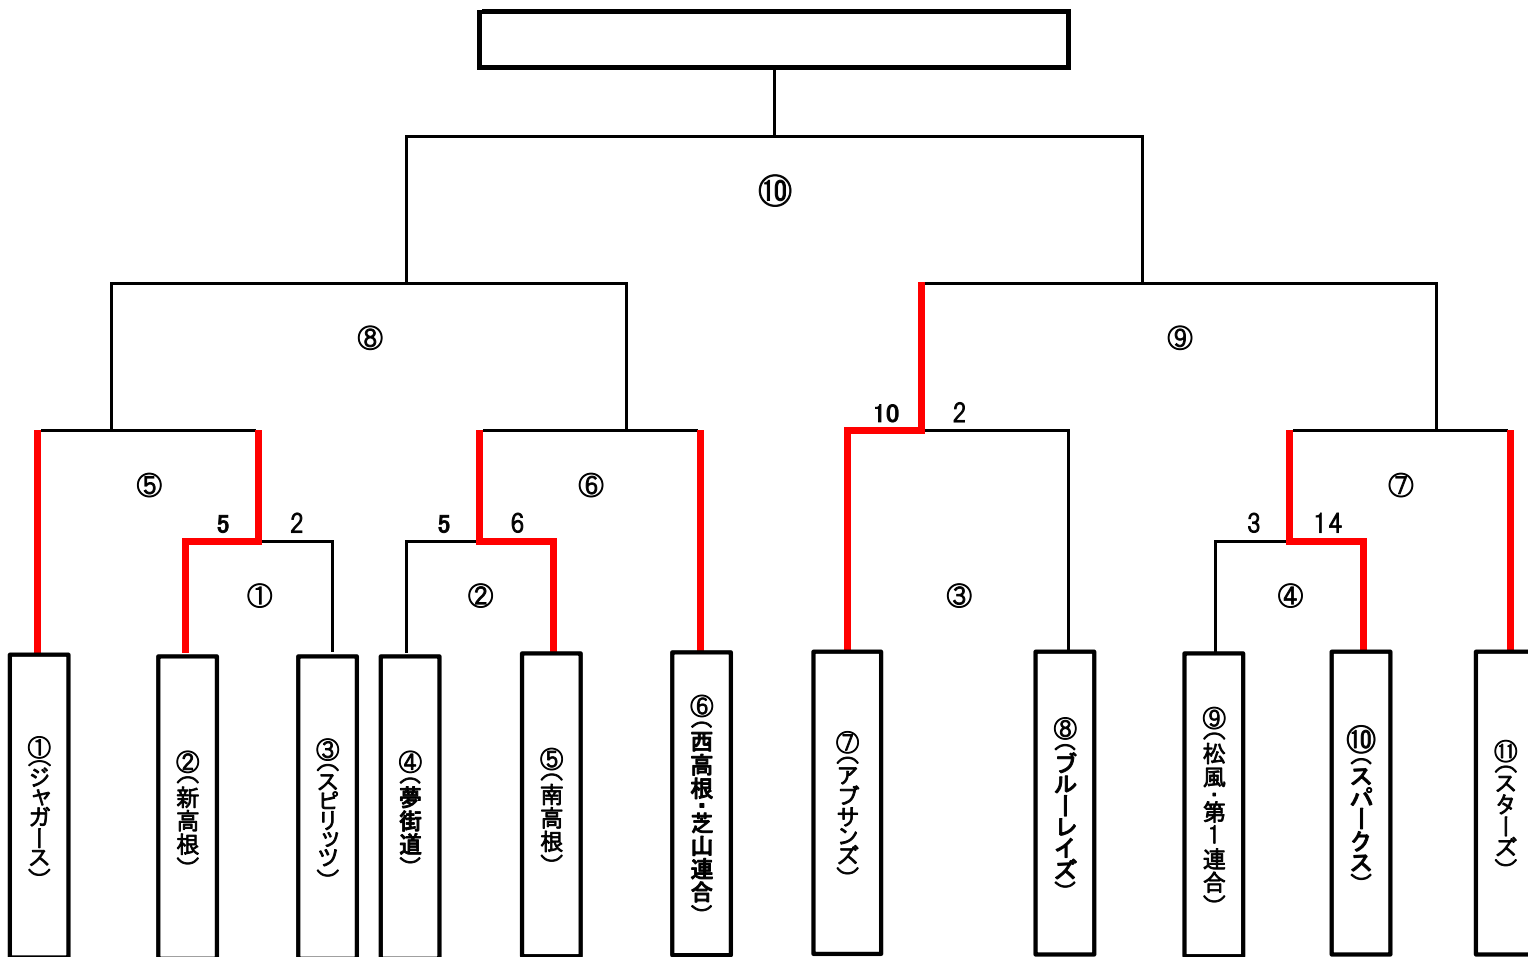 ⑩
⑧
⑨
10 2
⑤
⑥
⑦
5 2
5 6
3 14
①
②
③
④
①(ジャガース)
②(新高根)
③(スピリッツ)
④(夢街道)
⑤(南高根)
⑥(西高根・芝山連合)
⑦(アブサンズ)
⑧(ブルーレイズ)
⑨(松風・第1連合)
⑩(スパークス)
⑪(スターズ)